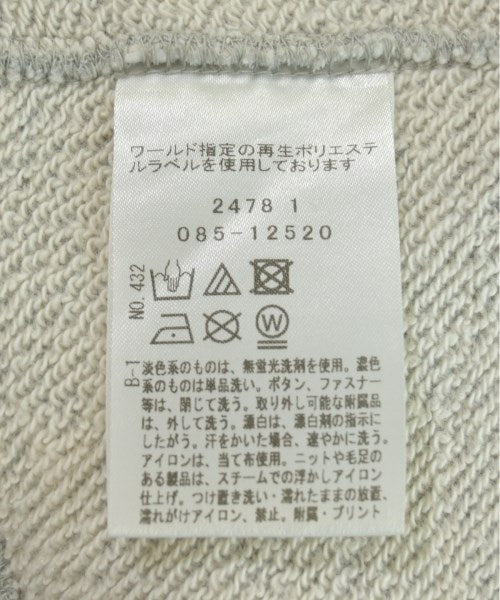 ワールド指定の再生ポリエステ
ルラベルを使用しております
2478 1
085-12520
NO. 432
W
B-1
淡色系のものは、無蛍光洗剤を使用。濃色
系のものは単品洗い。ボタン、ファスナー
等は、閉じて洗う。取り外し可能な附属品
は、外して洗う。漂白は、漂白剤の指示に
したがう。汗をかいた場合、速やかに洗う。
アイロンは、当て布使用。ニットや毛足の
ある製品は、スチームでの浮かしアイロン
仕上げ。つけ置き洗い・濡れたままの放置、
濡れがけアイロン、禁止。附属・プリント